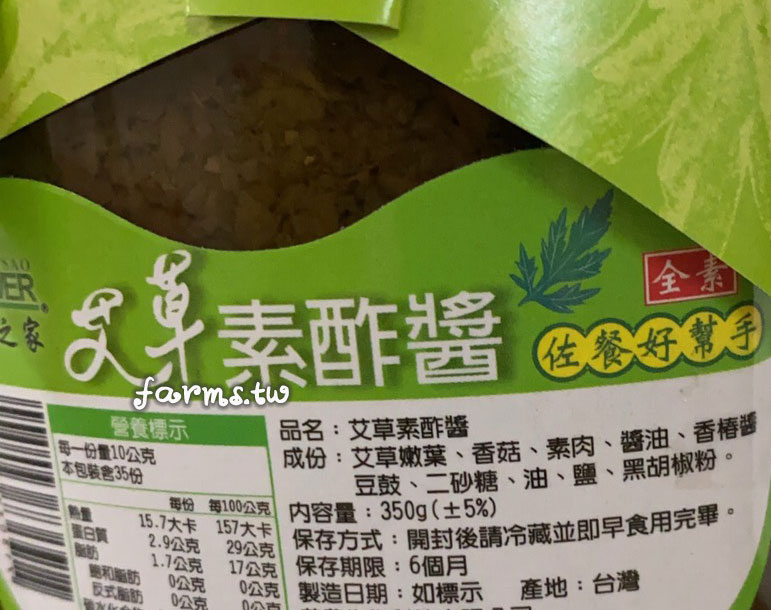 SAO
ER®
之家
艾草素酢醬
全素
佐餐好幫手
farms.tw
營養標示
每一份量10公克
本包裝含35份
每份 每100公克
熱量 15.7大卡 157大卡
蛋白質 2.9公克 29公克
脂肪 1.7公克 17公克
飽和脂肪 0公克 0公克
反式脂肪 0公克 0公克
品名：艾草素酢醬
成份：艾草嫩葉、香菇、素肉、醬油、香椿醬
豆鼓、二砂糖、油、鹽、黑胡椒粉。
內容量：350g(±5%)
保存方式：開封後請冷藏並即早食用完畢。
保存期限：6個月
製造日期：如標示 產地：台灣